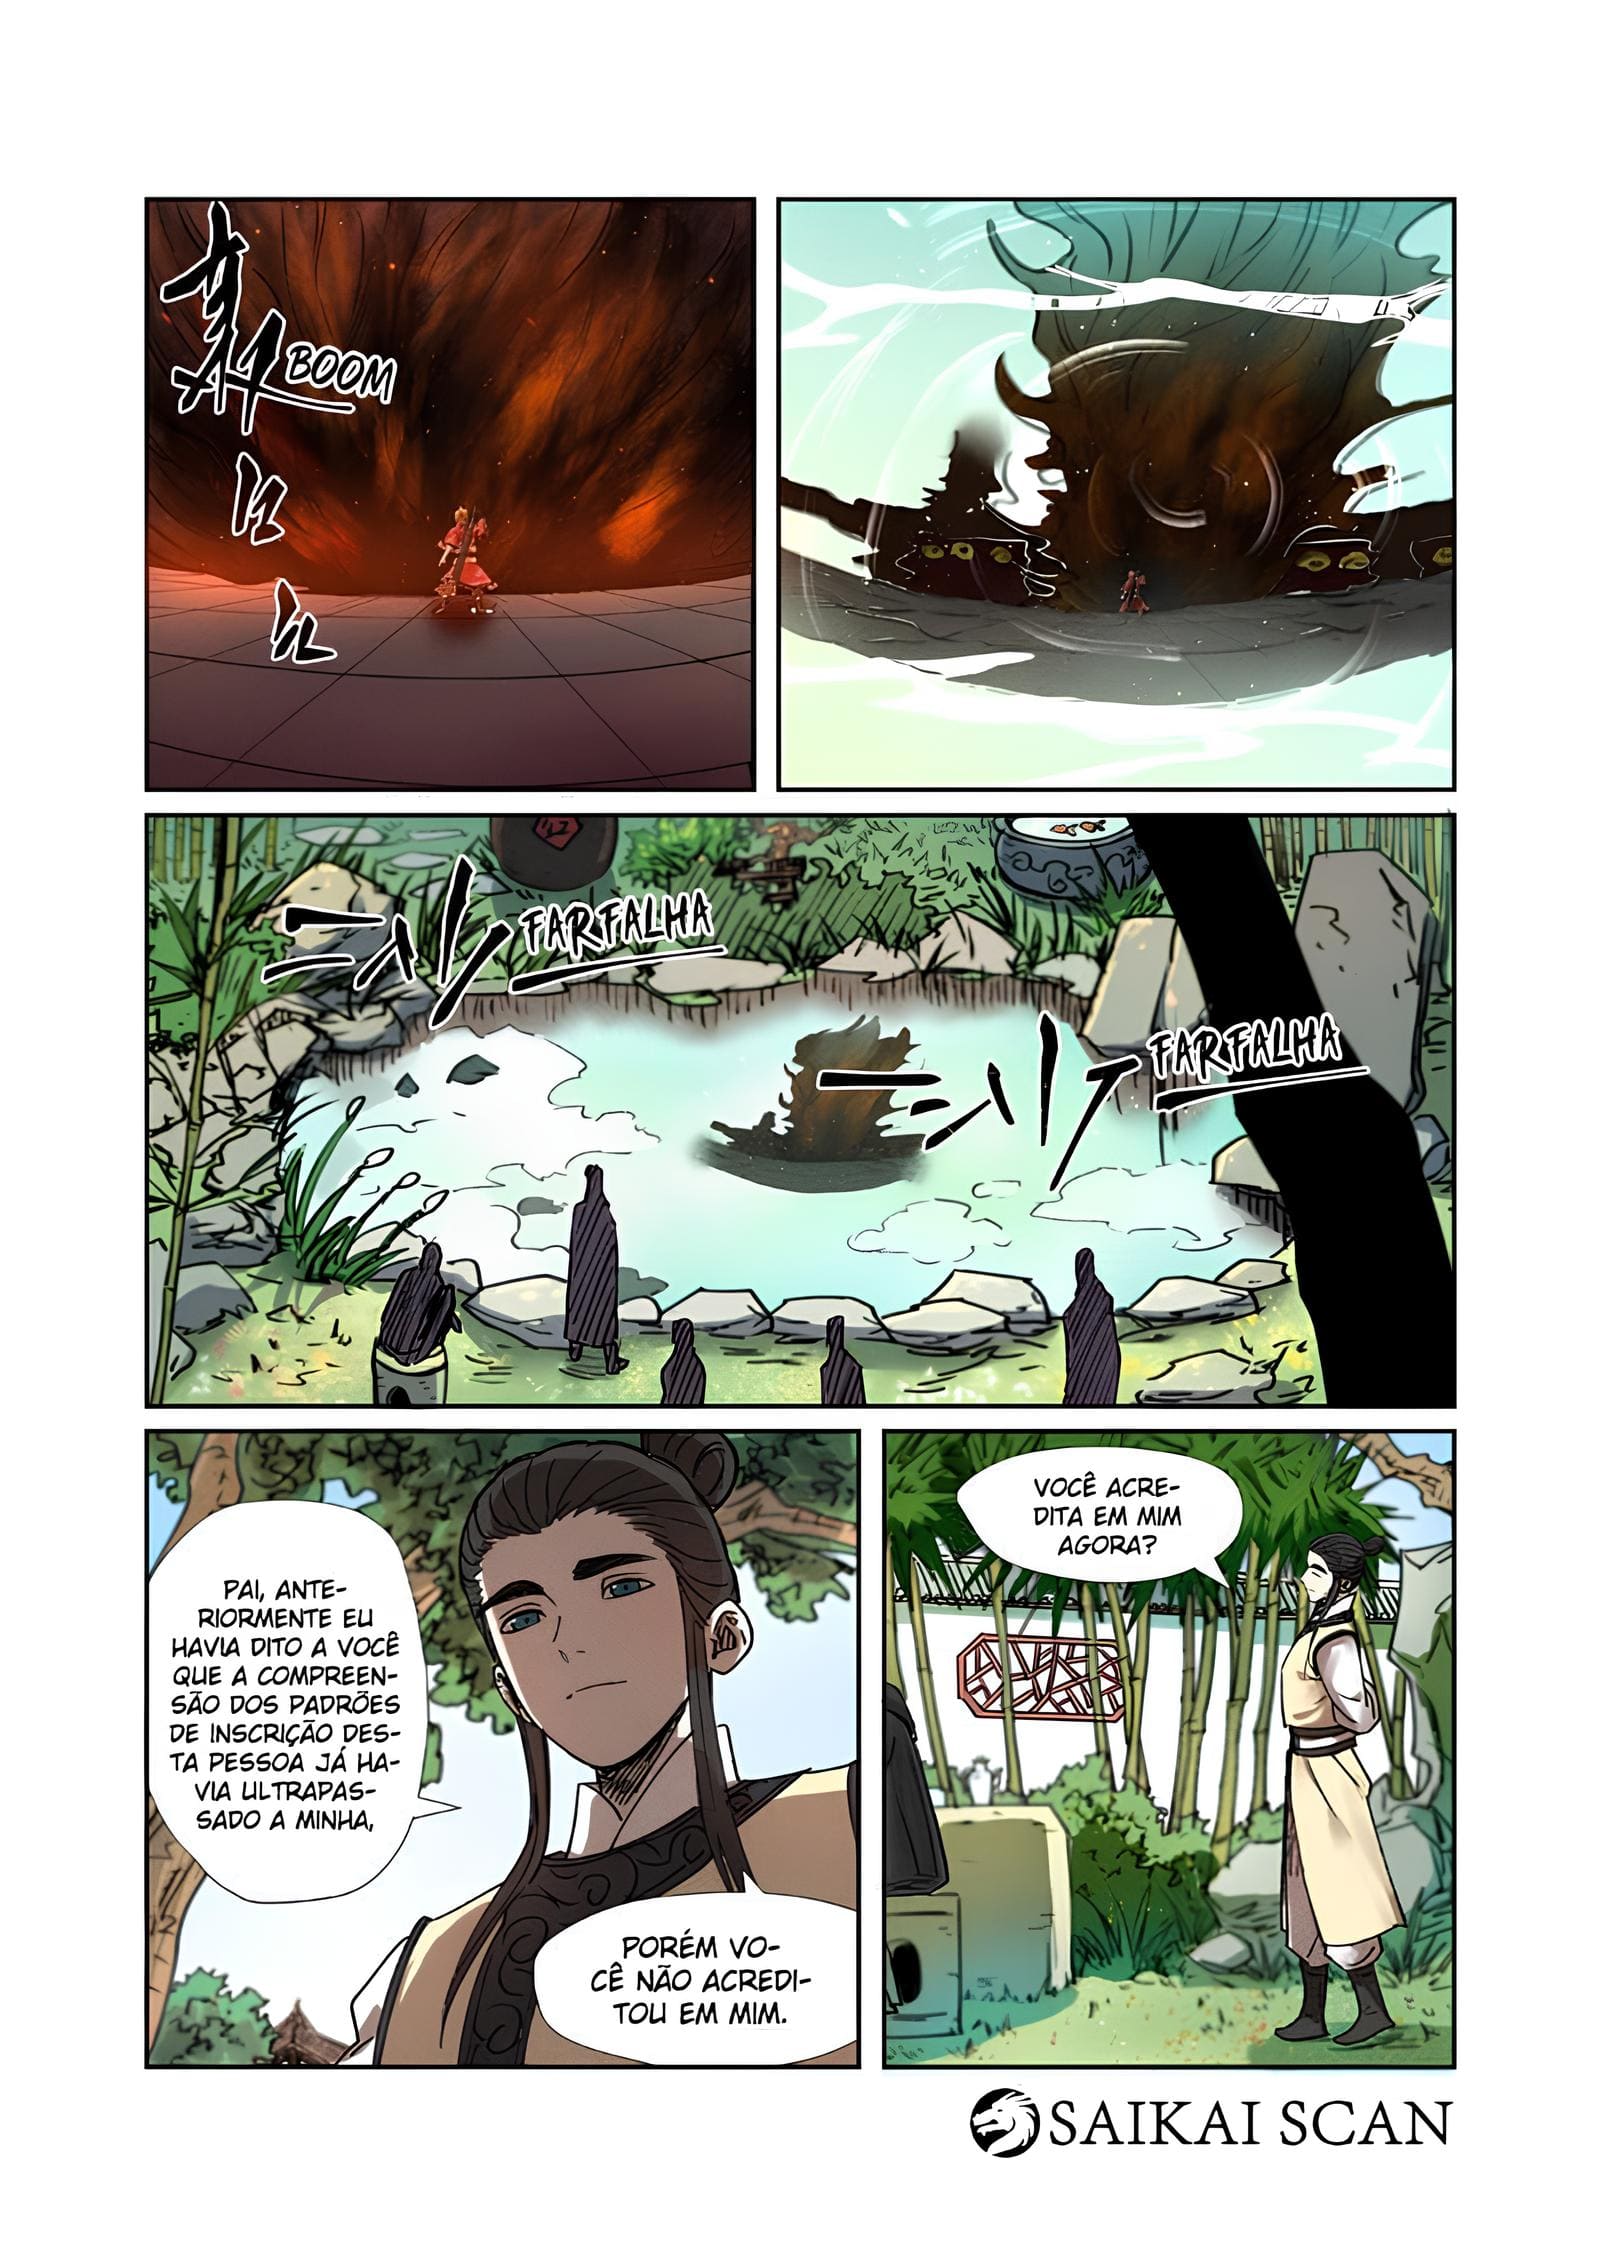 BOOM
FARFALHA
FARFALHA
PAI, ANTE-
RIORMENTE EU
HAVIA DITO A VOCÊ
QUE A COMPREEN-
SÃO DOS PADRÕES
DE INSCRIÇÃO DES-
TA PESSOA JÁ HA-
VIA ULTRAPAS-
SADO A MINHA,
PORÉM VO-
CÊ NÃO ACREDI-
TOU EM MIM.
VOCÊ ACRE-
DITA EM MIM
AGORA?
SAIKAI SCAN